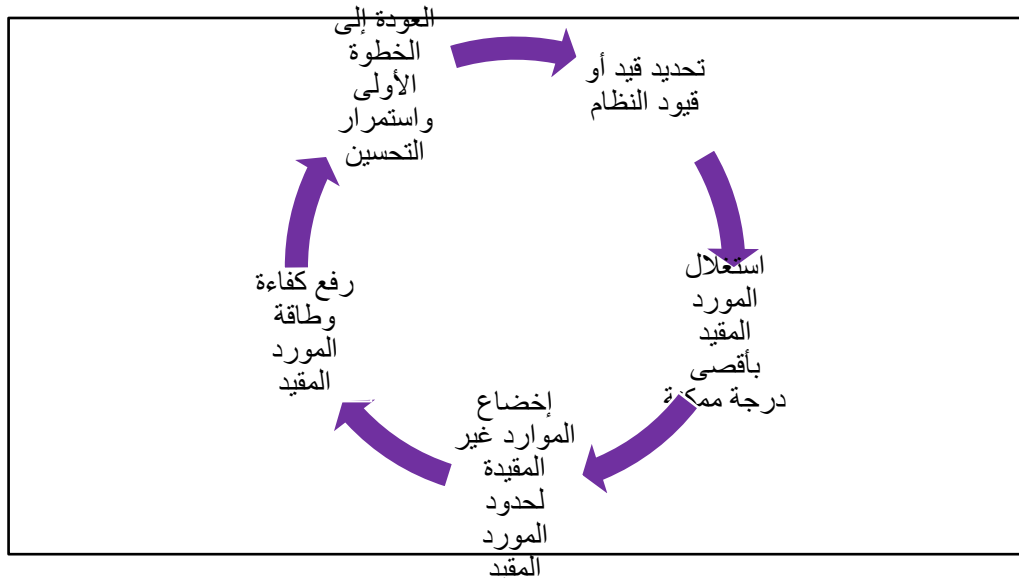 العودة إلى
الخطوة
الأولى
واستمرار
التحسين
تحديد قيد أو
قيود النظام
استغلال
المورد
المقيد
بأقصى
درجة ممكنة
إخضاع
الموارد غير
المقيدة
لحدود
المورد
المقيد
رفع كفاءة
وطاقة
المورد
المقيد